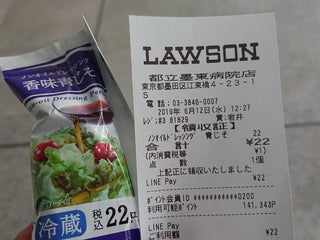 ノンオイルドレッシング
香味青じそ
冷蔵
税込22円
LAWSON
都立墨東病院店
東京都墨田区江東橋4-23-1
5
電話:03-3846-0007
2019年 6月12日(水) 12:27
レジ:#3 81829 責:岩井
【領収証】
ノンオイルドレッシング 青じそ 22
合 計 ¥22
(内消費税等 ¥1)
点 数 1個
上記正に領収いたしました
LINE Pay ¥22
ポイント会員ID ***********0200
利用可能ポイント 141,343P
LINE Pay
ご利用額 ¥22